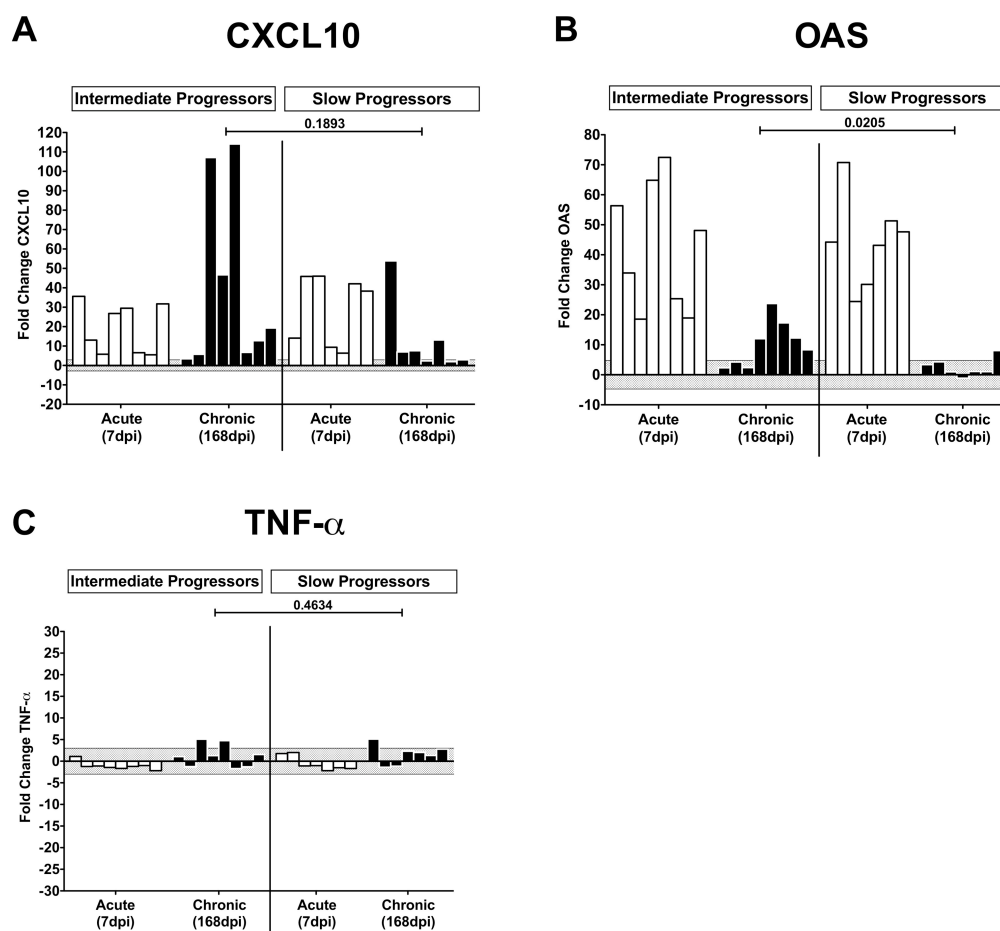 A
CXCL10
Intermediate Progressors
Slow Progressors
0.1893
Fold Change CXCL10
120
110
100
90
80
70
60
50
40
30
20
10
0
-10
-20
Acute
(7dpi)
Chronic
(168dpi)
Acute
(7dpi)
Chronic
(168dpi)
B
OAS
Intermediate Progressors
Slow Progressors
0.0205
Fold Change OAS
80
70
60
50
40
30
20
10
0
-10
Acute
(7dpi)
Chronic
(168dpi)
Acute
(7dpi)
Chronic
(168dpi)
C
TNF-α
Intermediate Progressors
Slow Progressors
0.4634
Fold Change TNF-α
30
25
20
15
10
5
0
-5
-10
-15
-20
-25
-30
Acute
(7dpi)
Chronic
(168dpi)
Acute
(7dpi)
Chronic
(168dpi)